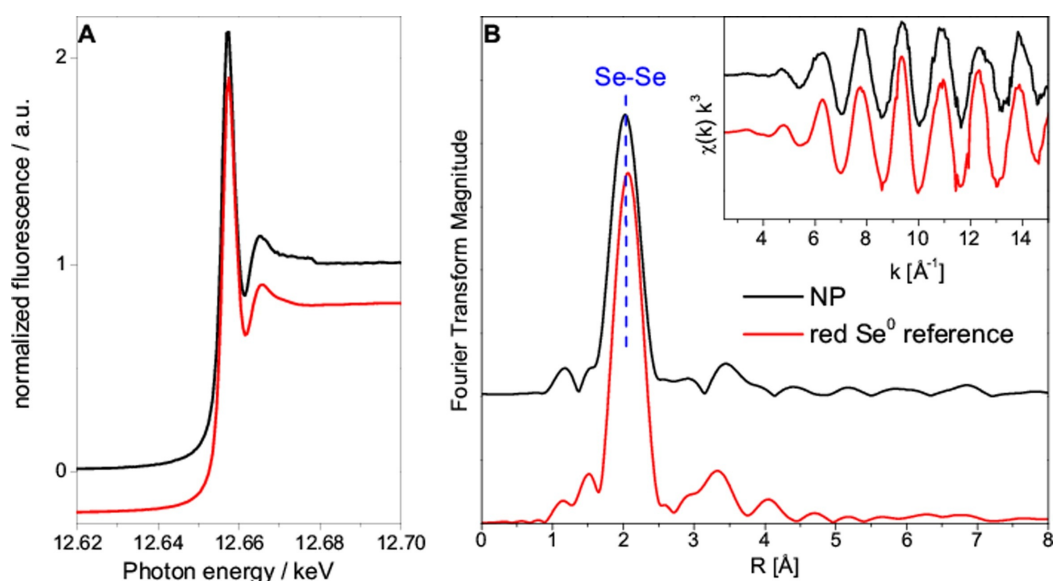 A
normalized fluorescence / a.u.
2
1
0
12.62 12.64 12.66 12.68 12.70
Photon energy / keV
B
Se-Se
Fourier Transform Magnitude
χ(k) k³
4 6 8 10 12 14
k [Å⁻¹]
NP
red Se⁰ reference
0 1 2 3 4 5 6 7 8
R [Å]